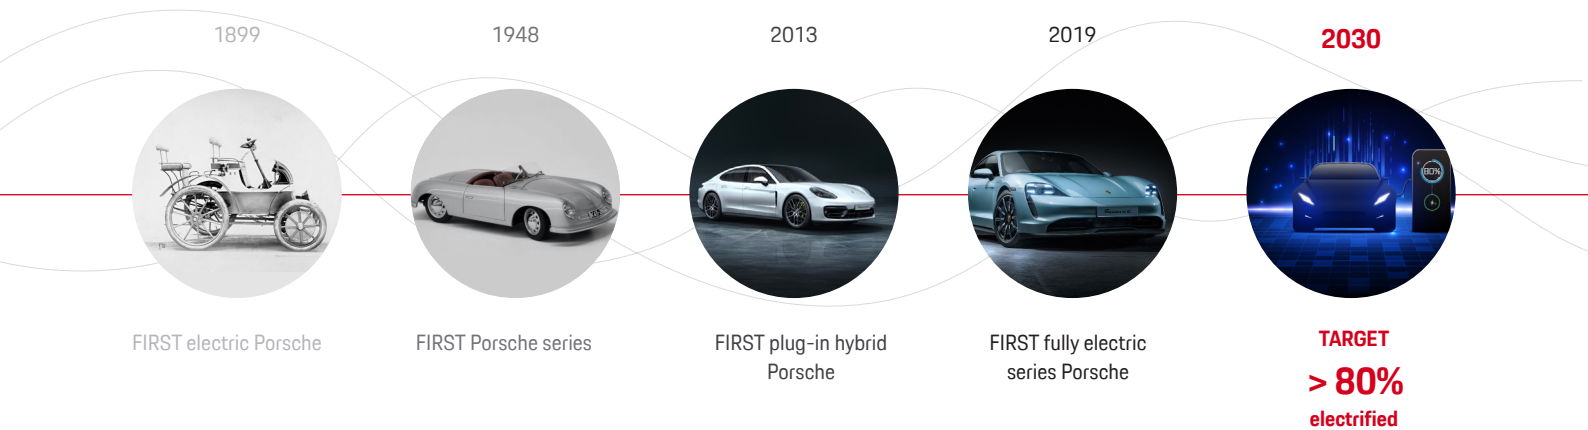 1899
1948
2013
2019
2030
80%
FIRST electric Porsche
FIRST Porsche series
FIRST plug-in hybrid
Porsche
FIRST fully electric
series Porsche
TARGET
> 80%
electrified